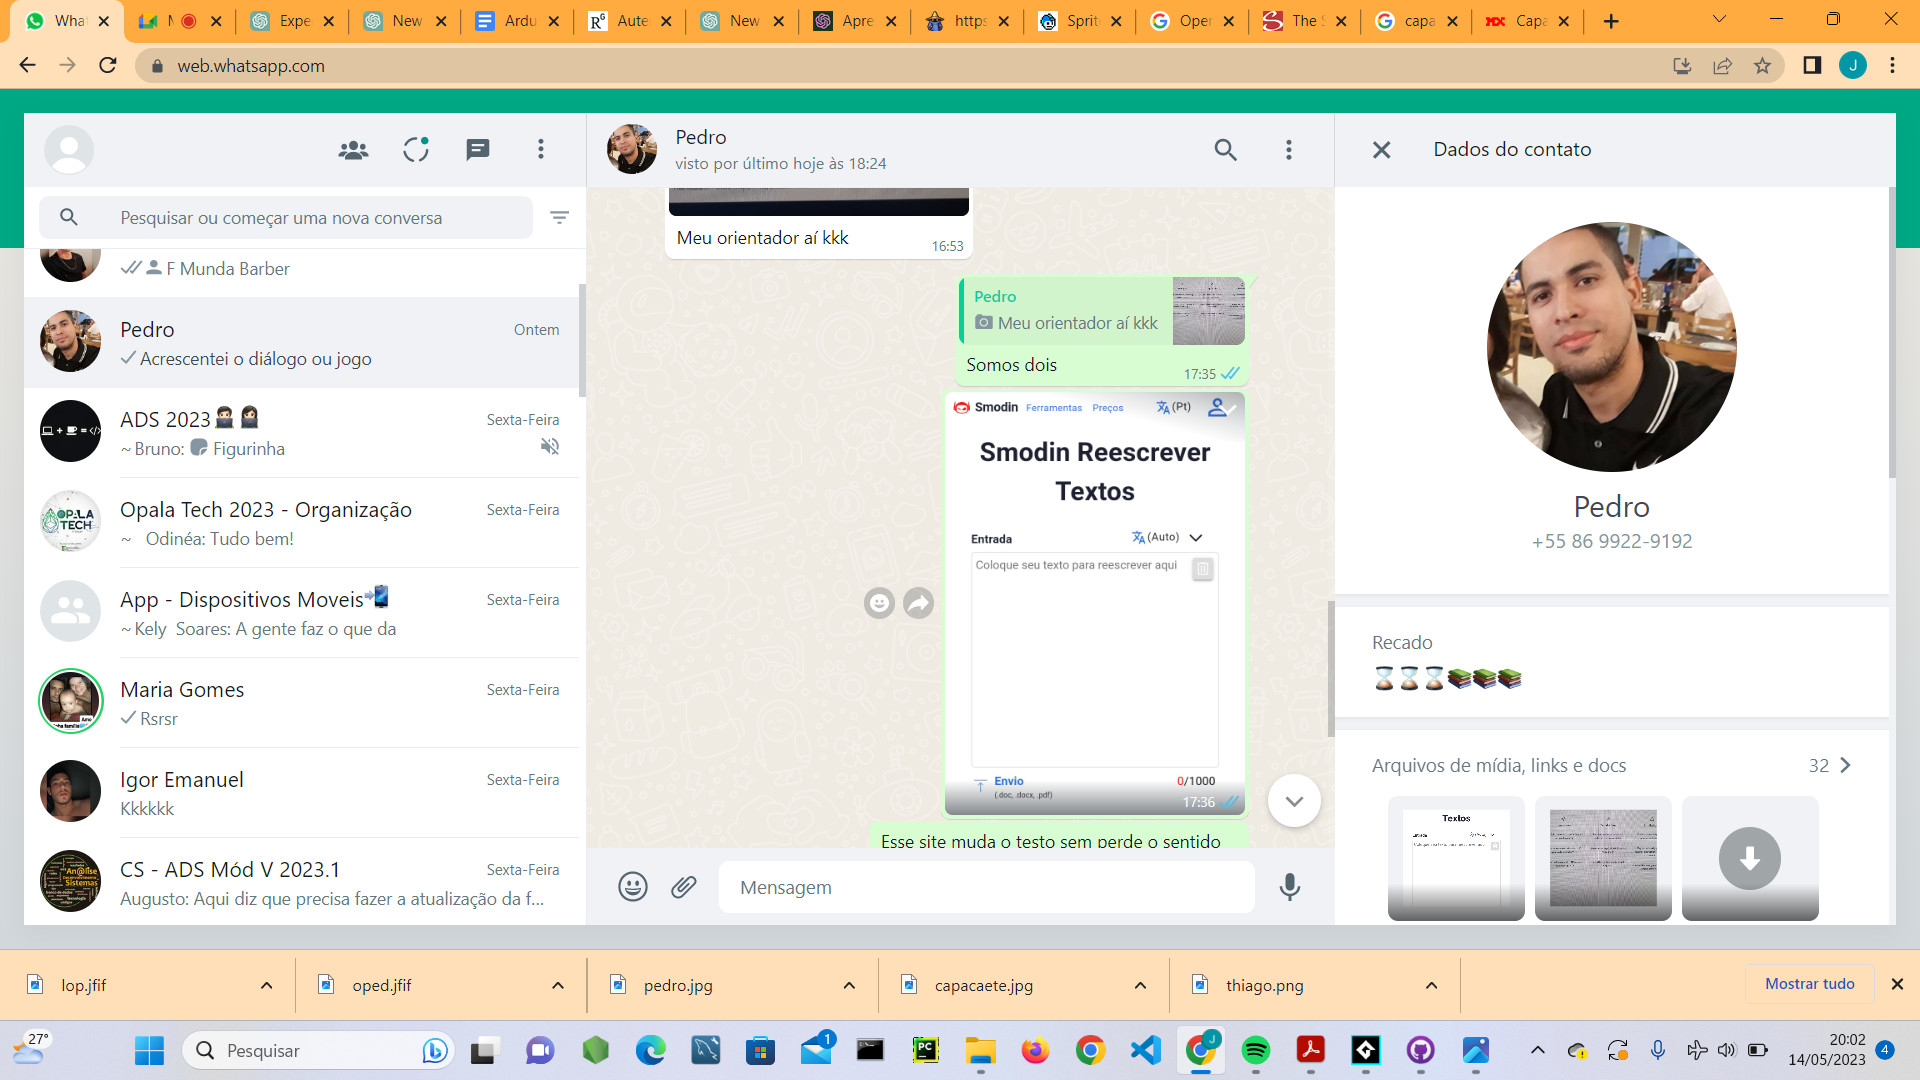 What
Expe
New
Ardu
Aute
New
Apre
https
Sprite
Oper
The S
capa
Capa
web.whatsapp.com
J
Pesquisar ou começar uma nova conversa
F Munda Barber
Pedro
Ontem
Acrescentei o diálogo ou jogo
ADS 2023
Sexta-Feira
~ Bruno: Figurinha
Opala Tech 2023 - Organização
Sexta-Feira
~ Odinéa: Tudo bem!
App - Dispositivos Moveis
Sexta-Feira
~ Kely Soares: A gente faz o que da
Maria Gomes
Sexta-Feira
Rsrsr
Igor Emanuel
Sexta-Feira
Kkkkkk
CS - ADS Mód V 2023.1
Sexta-Feira
Augusto: Aqui diz que precisa fazer a atualização da f...
Pedro
visto por último hoje às 18:24
Meu orientador aí kkk
16:53
Pedro
Meu orientador aí kkk
Somos dois
17:35
Smodin Ferramentas Preços (Pt)
Smodin Reescrever
Textos
Entrada (Auto)
Coloque seu texto para reescrever aqui
Envio 0/1000
(.doc, .docx, .pdf)
17:36
Esse site muda o testo sem perde o sentido
Mensagem
Dados do contato
Pedro
+55 86 9922-9192
Recado
Arquivos de mídia, links e docs 32
Textos
lop.jfif
oped.jfif
pedro.jpg
capacaete.jpg
thiago.png
Mostrar tudo
27°
Pesquisar
1
PC
J
20:02
14/05/2023
4